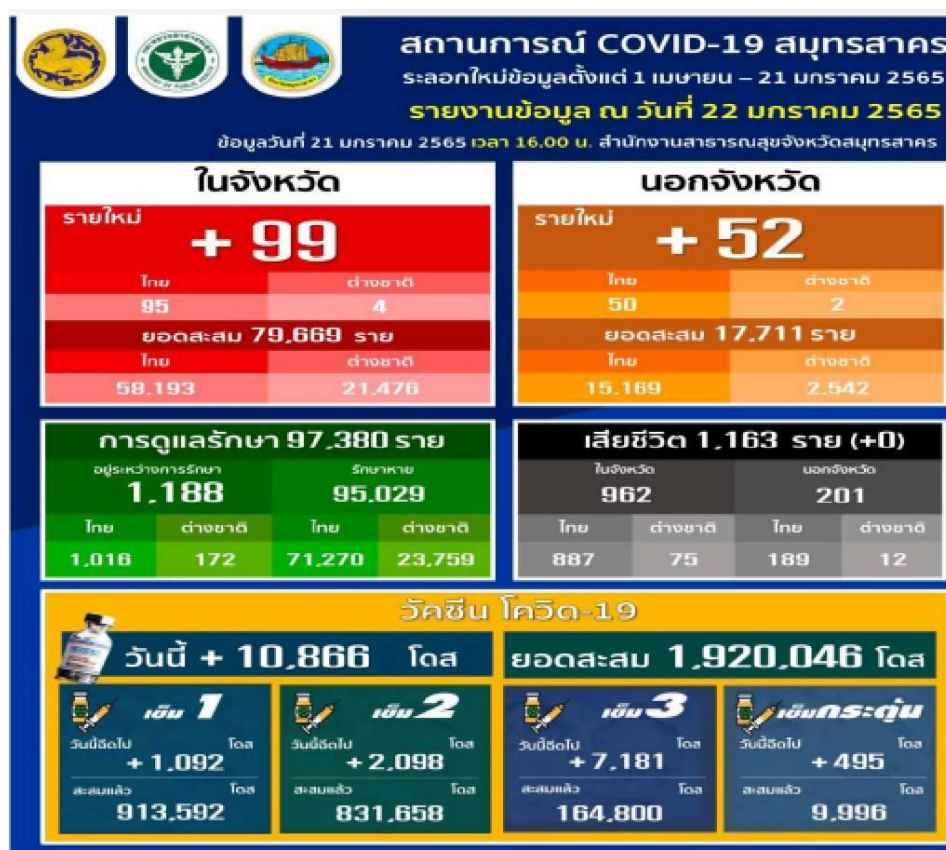 สถานการณ์ COVID-19 สมุทรสาคร
ระลอกใหม่ข้อมูลตั้งแต่ 1 เมษายน – 21 มกราคม 2565
รายงานข้อมูล ณ วันที่ 22 มกราคม 2565
ข้อมูลวันที่ 21 มกราคม 2565 เวลา 16.00 น. สำนักงานสาธารณสุขจังหวัดสมุทรสาคร
ในจังหวัด
รายใหม่
+ 99
ไทย ต่างชาติ
95 4
ยอดสะสม 79,669 ราย
ไทย ต่างชาติ
58,193 21,476
นอกจังหวัด
รายใหม่
+ 52
ไทย ต่างชาติ
50 2
ยอดสะสม 17,711 ราย
ไทย ต่างชาติ
15,169 2,542
การดูแลรักษา 97,380 ราย
อยู่ระหว่างการรักษา รักษาหาย
1,188 95,029
ไทย ต่างชาติ ไทย ต่างชาติ
1,016 172 71,270 23,759
เสียชีวิต 1,163 ราย (+0)
ในจังหวัด นอกจังหวัด
962 201
ไทย ต่างชาติ ไทย ต่างชาติ
887 75 189 12
วัคซีน โควิด-19
วันนี้ + 10,866 โดส
ยอดสะสม 1,920,046 โดส
เข็ม 1
วันนี้ฉีดไป โดส
+ 1,092
สะสมแล้ว โดส
913,592
เข็ม 2
วันนี้ฉีดไป โดส
+ 2,098
สะสมแล้ว โดส
831,658
เข็ม 3
วันนี้ฉีดไป โดส
+ 7,181
สะสมแล้ว โดส
164,800
เข็มกระตุ้น
วันนี้ฉีดไป โดส
+ 495
สะสมแล้ว โดส
9,996